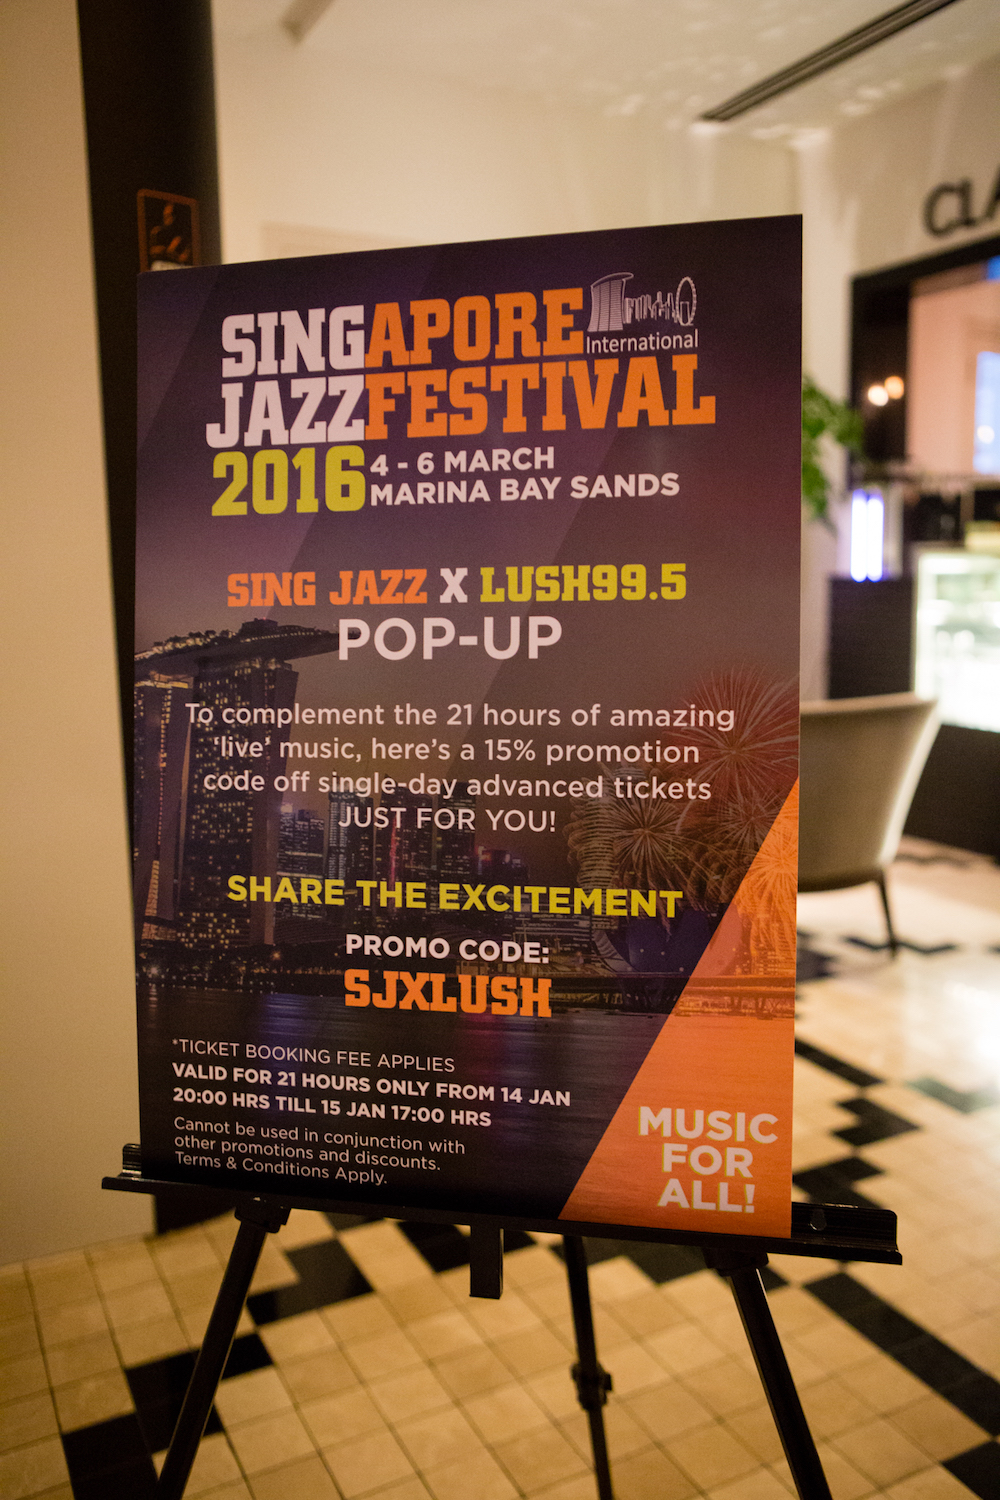 SINGAPORE
International
JAZZFESTIVAL
2016
4 - 6 MARCH
MARINA BAY SANDS
SING JAZZ X LUSH99.5
POP-UP
To complement the 21 hours of amazing
'live' music, here's a 15% promotion
code off single-day advanced tickets
JUST FOR YOU!
SHARE THE EXCITEMENT
PROMO CODE:
SJXLUSH
*TICKET BOOKING FEE APPLIES
VALID FOR 21 HOURS ONLY FROM 14 JAN
20:00 HRS TILL 15 JAN 17:00 HRS
Cannot be used in conjunction with
other promotions and discounts.
Terms & Conditions Apply.
MUSIC
FOR
ALL!